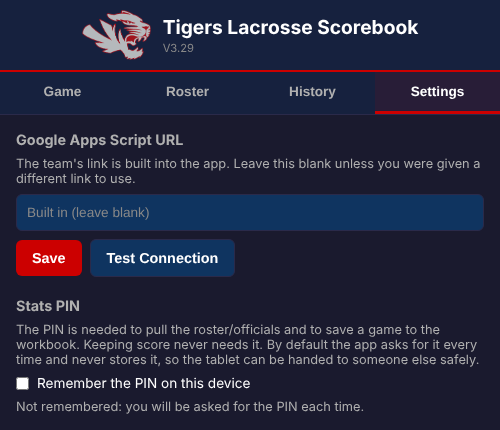 Tigers Lacrosse Scorebook
V3.29
Game Roster History Settings
Google Apps Script URL
The team's link is built into the app. Leave this blank unless you were given a
different link to use.
Built in (leave blank)
Save Test Connection
Stats PIN
The PIN is needed to pull the roster/officials and to save a game to the
workbook. Keeping score never needs it. By default the app asks for it every
time and never stores it, so the tablet can be handed to someone else safely.
Remember the PIN on this device
Not remembered: you will be asked for the PIN each time.